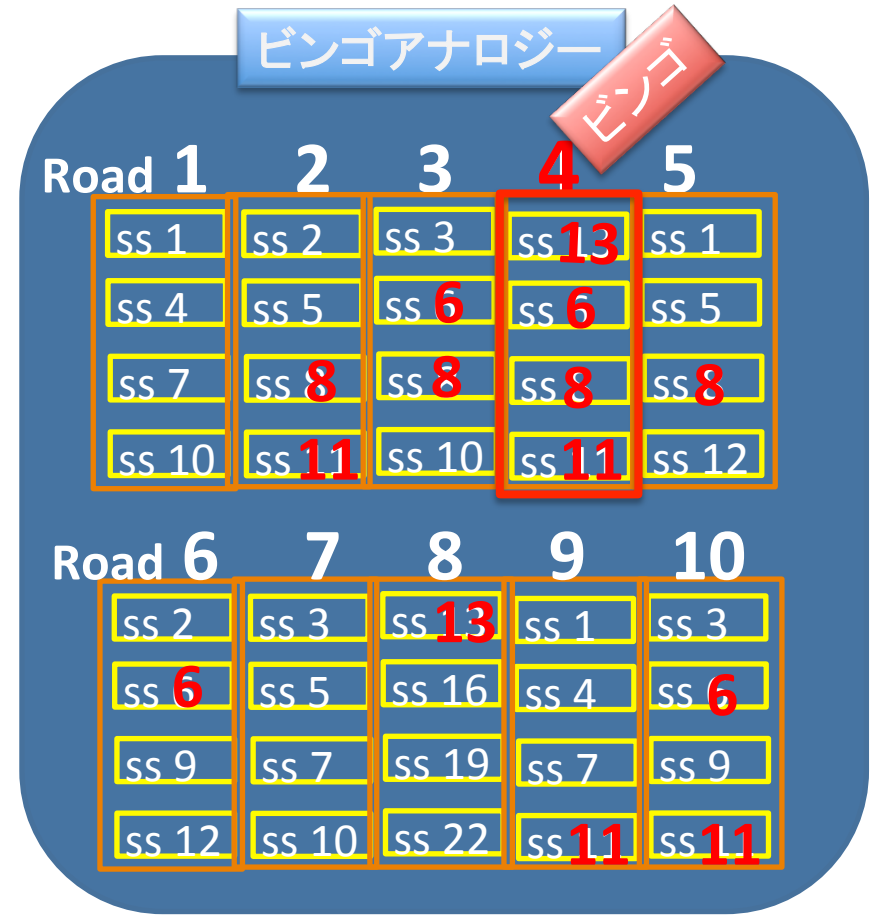 ビンゴアナロジー
ビンゴ
Road 1 2 3 4 5
ss 1 ss 2 ss 3 ss 13 ss 1
ss 4 ss 5 ss 6 ss 6 ss 5
ss 7 ss 8 ss 8 ss 8 ss 8
ss 10 ss 11 ss 10 ss 11 ss 12
Road 6 7 8 9 10
ss 2 ss 3 ss 13 ss 1 ss 3
ss 6 ss 5 ss 16 ss 4 ss 6
ss 9 ss 7 ss 19 ss 7 ss 9
ss 12 ss 10 ss 22 ss 11 ss 11